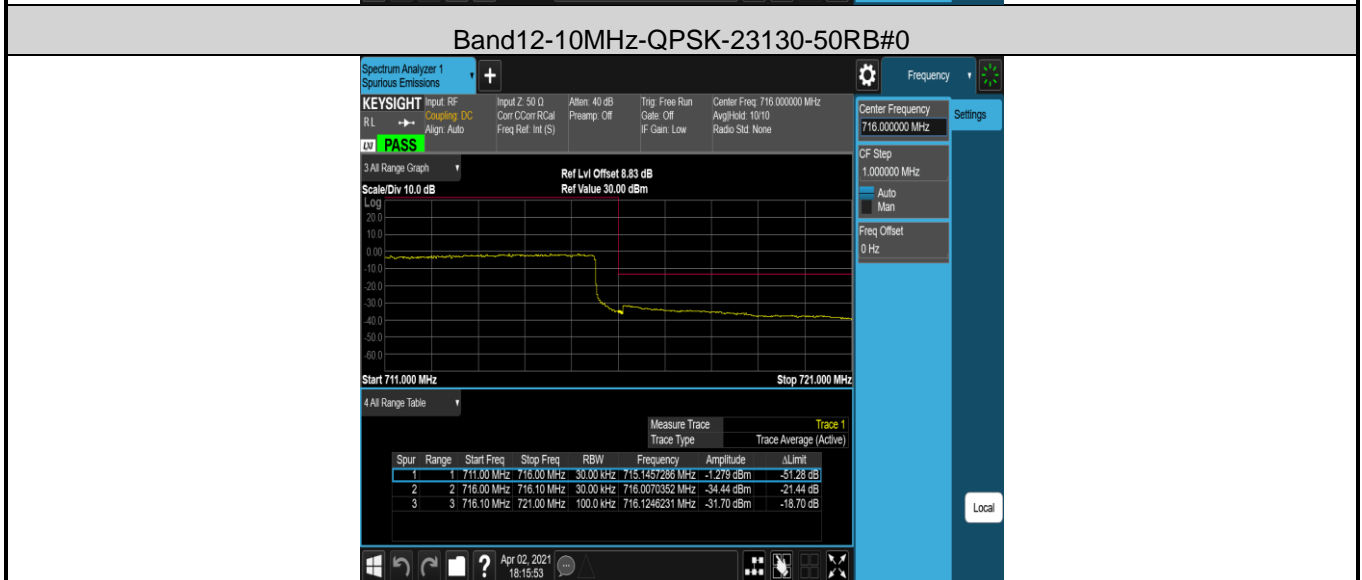 Band12-10MHz-QPSK-23130-50RB#0
Spectrum Analyzer 1
Spurious Emissions
+
Frequency
KEYSIGHT
RL
LXI
PASS
Input: RF
Coupling: DC
Align: Auto
Input Z: 50 Ω
Corr CCorr RCal
Freq Ref: Int (S)
Atten: 40 dB
Preamp: Off
Trig: Free Run
Gate: Off
IF Gain: Low
Center Freq: 716.000000 MHz
Avg|Hold: 10/10
Radio Std: None
Center Frequency
716.000000 MHz
Settings
CF Step
1.000000 MHz
Auto
Man
Freq Offset
0 Hz
3 All Range Graph
Ref Lvl Offset 8.83 dB
Scale/Div 10.0 dB
Ref Value 30.00 dBm
Log
20.0
10.0
0.00
-10.0
-20.0
-30.0
-40.0
-50.0
-60.0
Start 711.000 MHz
Stop 721.000 MHz
4 All Range Table
Measure Trace Trace 1
Trace Type Trace Average (Active)
Spur Range Start Freq Stop Freq RBW Frequency Amplitude ΔLimit
1 1 711.00 MHz 716.00 MHz 30.00 kHz 715.1457286 MHz -1.279 dBm -51.28 dB
2 2 716.00 MHz 716.10 MHz 30.00 kHz 716.0070352 MHz -34.44 dBm -21.44 dB
3 3 716.10 MHz 721.00 MHz 100.0 kHz 716.1246231 MHz -31.70 dBm -18.70 dB
Local
?
Apr 02, 2021
18:15:53